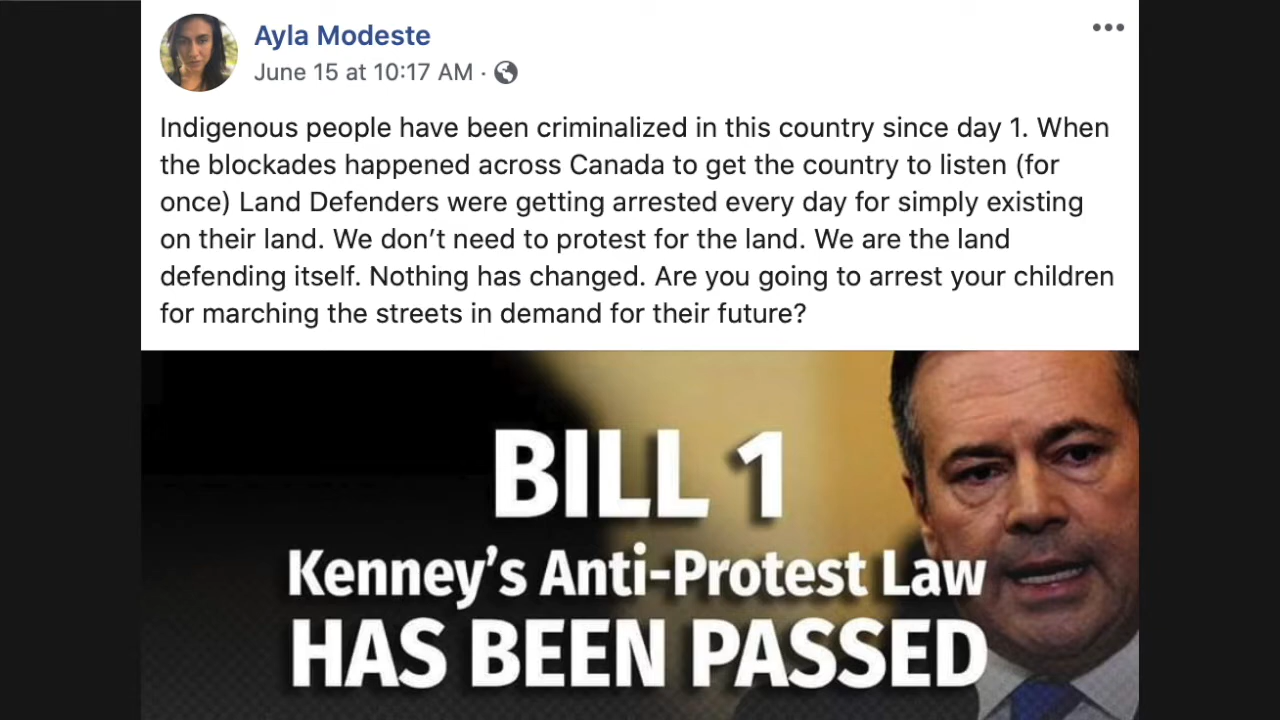 Ayla Modeste
June 15 at 10:17 AM ·
Indigenous people have been criminalized in this country since day 1. When
the blockades happened across Canada to get the country to listen (for
once) Land Defenders were getting arrested every day for simply existing
on their land. We don’t need to protest for the land. We are the land
defending itself. Nothing has changed. Are you going to arrest your children
for marching the streets in demand for their future?
BILL 1
Kenney’s Anti-Protest Law
HAS BEEN PASSED